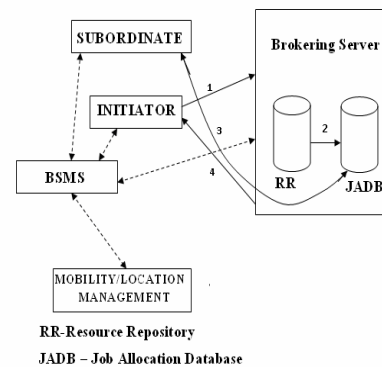 SUBORDINATE
Brokering Server
INITIATOR
1
2
3
4
BSMS
RR
JADB
MOBILITY/LOCATION
MANAGEMENT
RR-Resource Repository
JADB – Job Allocation Database